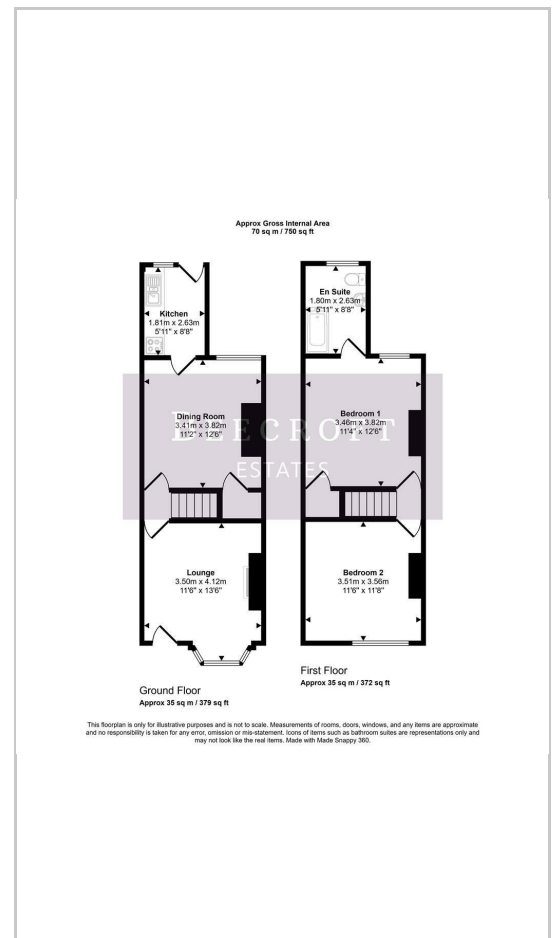 Approx Gross Internal Area
70 sq m / 750 sq ft
Kitchen
1.81m x 2.63m
5'11" x 8'8"
En Suite
1.80m x 2.63m
5'11" x 8'8"
Dining Room
3.41m x 3.82m
11'2" x 12'6"
Bedroom 1
3.46m x 3.82m
11'4" x 12'6"
BEECROFT
ESTATES
Lounge
3.50m x 4.12m
11'6" x 13'6"
Bedroom 2
3.51m x 3.56m
11'6" x 11'8"
Ground Floor
Approx 35 sq m / 379 sq ft
First Floor
Approx 35 sq m / 372 sq ft
This floorplan is only for illustrative purposes and is not to scale. Measurements of rooms, doors, windows, and any items are approximate
and no responsibility is taken for any error, omission or mis-statement. Icons of items such as bathroom suites are representations only and
may not look like the real items. Made with Made Snappy 360.